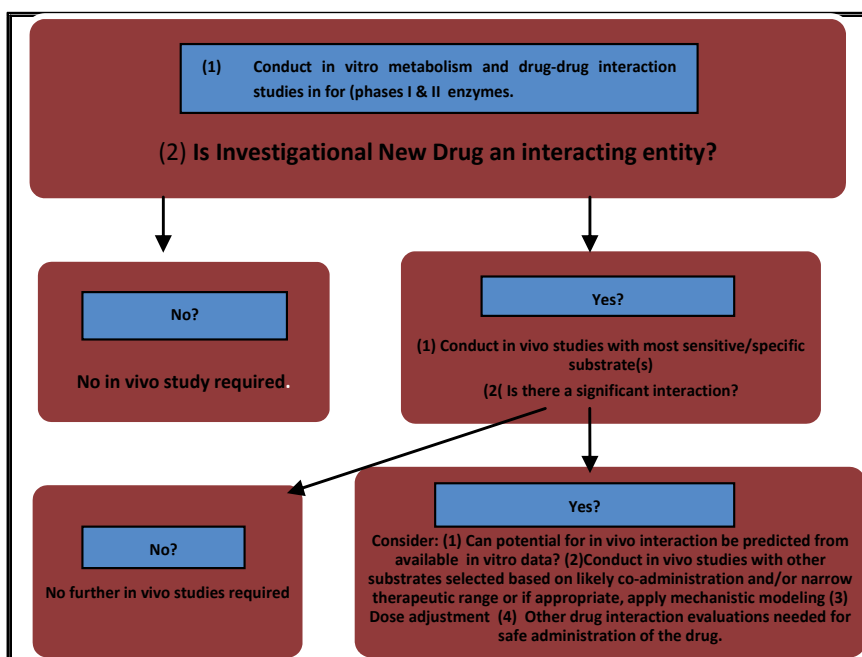 (1) Conduct in vitro metabolism and drug-drug interaction
studies in for (phases I & II enzymes.
(2) Is Investigational New Drug an interacting entity?
No?
No in vivo study required.
Yes?
(1) Conduct in vivo studies with most sensitive/specific
substrate(s)
(2( Is there a significant interaction?
No?
No further in vivo studies required
Yes?
Consider: (1) Can potential for in vivo interaction be predicted from
available in vitro data? (2)Conduct in vivo studies with other
substrates selected based on likely co-administration and/or narrow
therapeutic range or if appropriate, apply mechanistic modeling (3)
Dose adjustment (4) Other drug interaction evaluations needed for
safe administration of the drug.